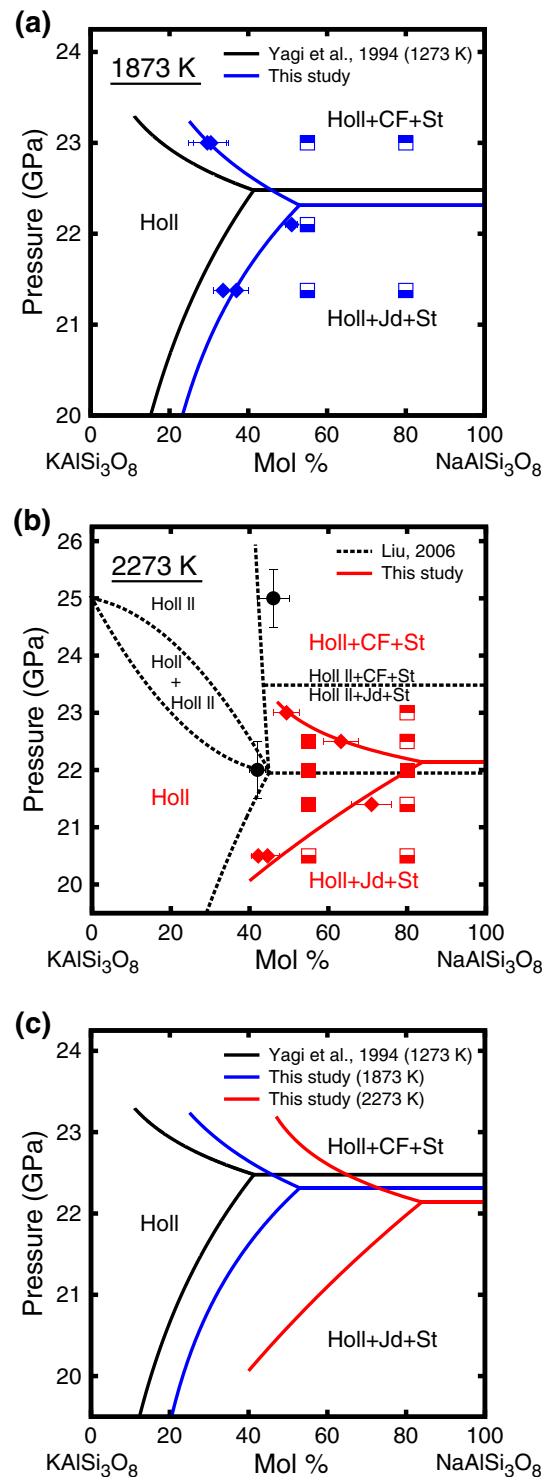 (a)
1873 K
Yagi et al., 1994 (1273 K)
This study
Holl+CF+St
Holl
Holl+Jd+St
Pressure (GPa)
24
23
22
21
20
0 20 40 60 80 100
KAlSi3O8 Mol % NaAlSi3O8
(b)
2273 K
Liu, 2006
This study
Holl II
Holl
+
Holl II
Holl+CF+St
Holl II+CF+St
Holl II+Jd+St
Holl
Holl+Jd+St
Pressure (GPa)
26
25
24
23
22
21
20
0 20 40 60 80 100
KAlSi3O8 Mol % NaAlSi3O8
(c)
Yagi et al., 1994 (1273 K)
This study (1873 K)
This study (2273 K)
Holl+CF+St
Holl
Holl+Jd+St
Pressure (GPa)
24
23
22
21
20
0 20 40 60 80 100
KAlSi3O8 Mol % NaAlSi3O8